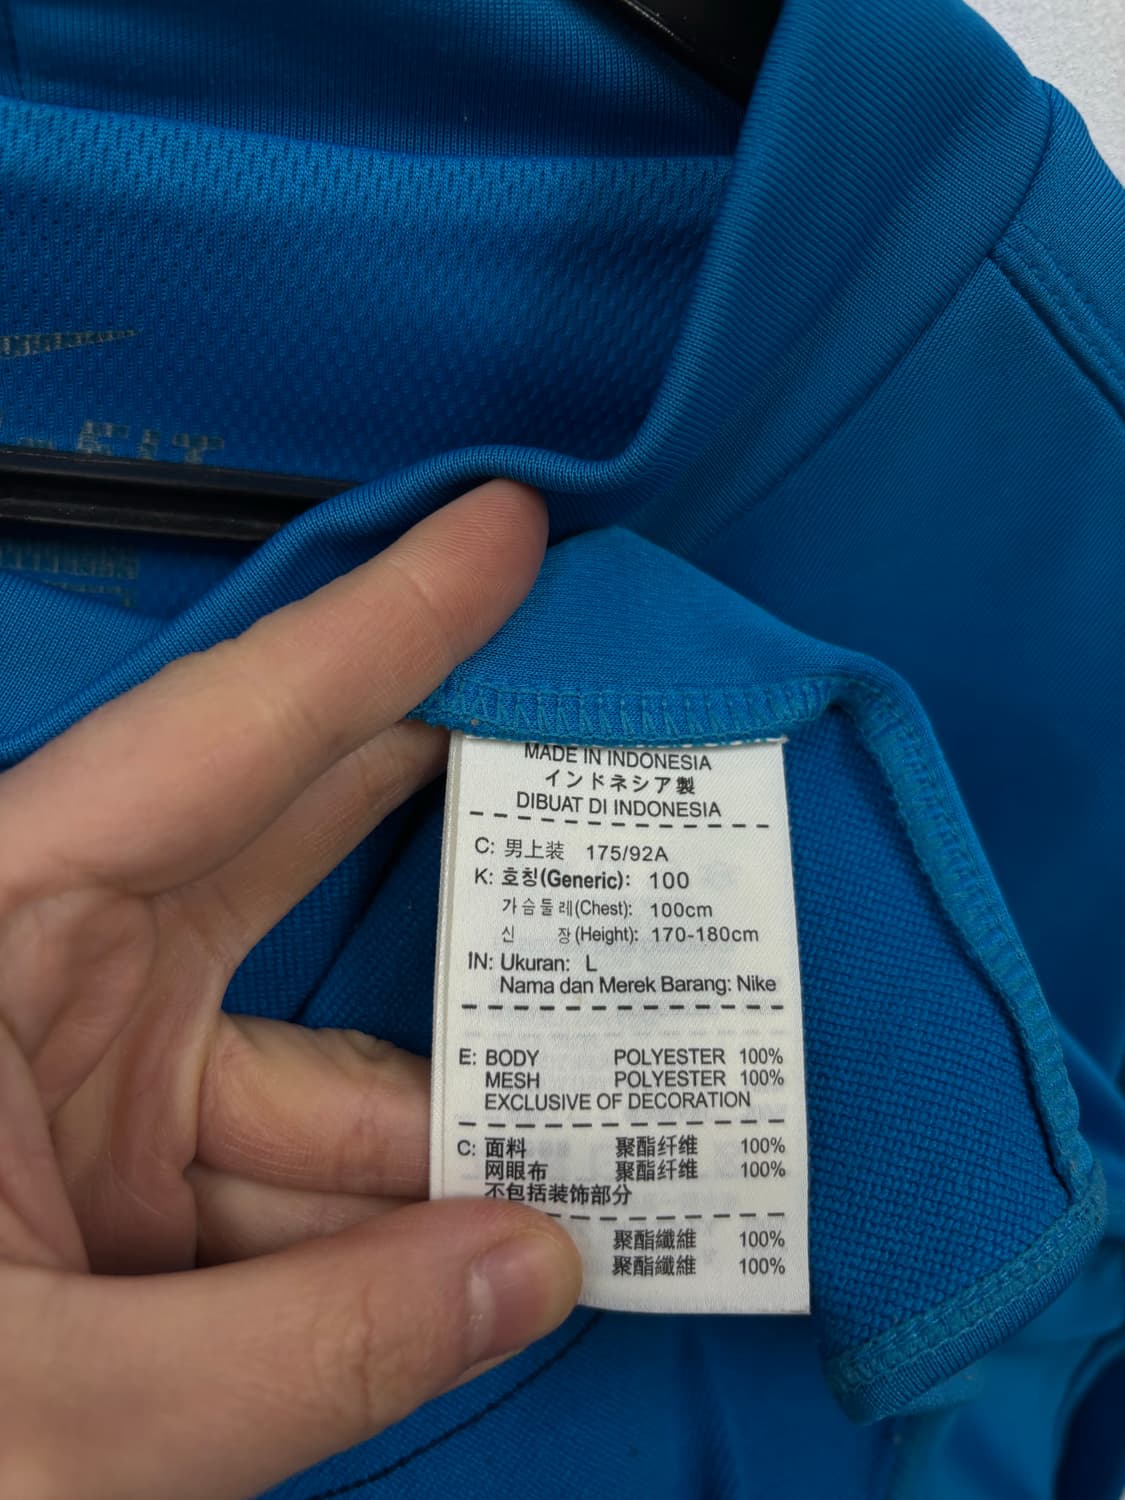 FIT
MADE IN INDONESIA
インドネシア製
DIBUAT DI INDONESIA
C: 男上装 175/92A
K: 호칭(Generic): 100
가슴둘레(Chest): 100cm
신 장(Height): 170-180cm
IN: Ukuran: L
Nama dan Merek Barang: Nike
E: BODY POLYESTER 100%
MESH POLYESTER 100%
EXCLUSIVE OF DECORATION
C: 面料 聚酯纤维 100%
网眼布 聚酯纤维 100%
不包括装饰部分
聚酯纖維 100%
聚酯纖維 100%